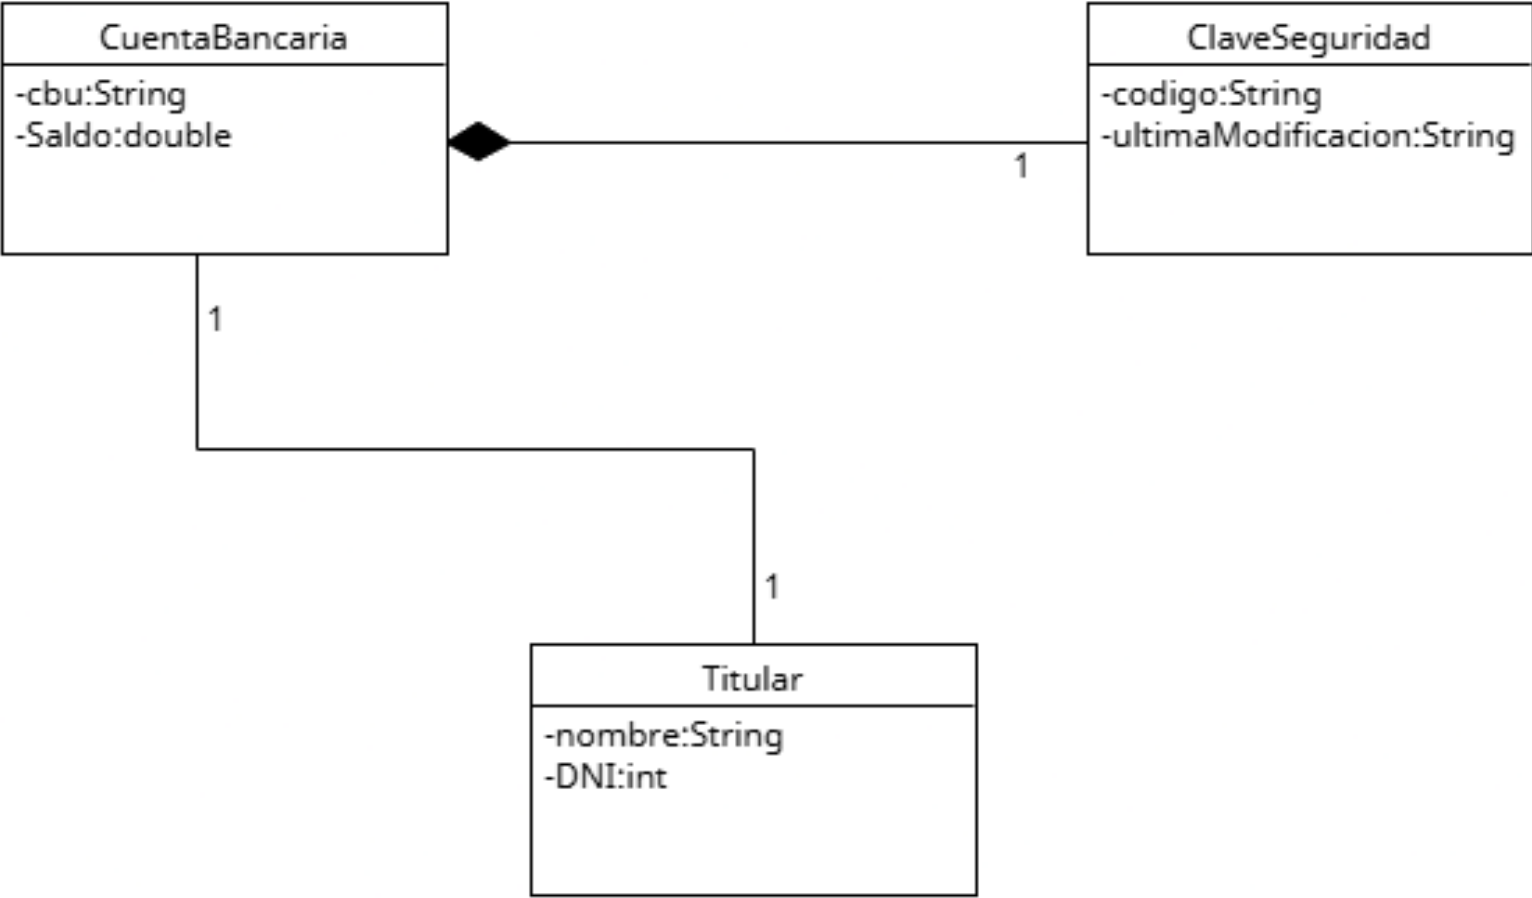 CuentaBancaria
-cbu:String
-Saldo:double
ClaveSeguridad
-codigo:String
-ultimaModificacion:String
1
1
1
Titular
-nombre:String
-DNI:int